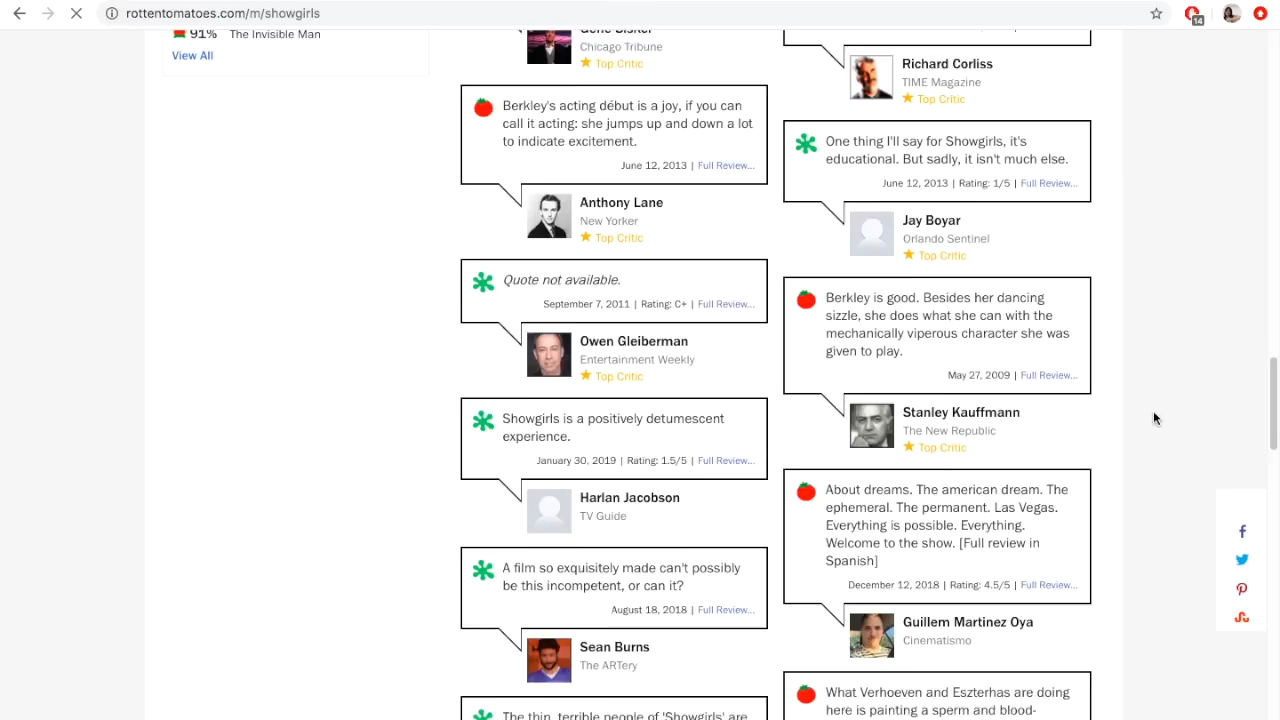 rottentomatoes.com/m/showgirls
14
91% The Invisible Man
View All
Gene Siskel
Chicago Tribune
Top Critic
Berkley's acting début is a joy, if you can
call it acting: she jumps up and down a lot
to indicate excitement.
June 12, 2013 | Full Review...
Anthony Lane
New Yorker
Top Critic
Quote not available.
September 7, 2011 | Rating: C+ | Full Review...
Owen Gleiberman
Entertainment Weekly
Top Critic
Showgirls is a positively detumescent
experience.
January 30, 2019 | Rating: 1.5/5 | Full Review...
Harlan Jacobson
TV Guide
A film so exquisitely made can't possibly
be this incompetent, or can it?
August 18, 2018 | Full Review...
Sean Burns
The ARTery
The thin, terrible people of 'Showgirls' are
Richard Corliss
TIME Magazine
Top Critic
One thing I'll say for Showgirls, it's
educational. But sadly, it isn't much else.
June 12, 2013 | Rating: 1/5 | Full Review...
Jay Boyar
Orlando Sentinel
Top Critic
Berkley is good. Besides her dancing
sizzle, she does what she can with the
mechanically viperous character she was
given to play.
May 27, 2009 | Full Review...
Stanley Kauffmann
The New Republic
Top Critic
About dreams. The american dream. The
ephemeral. The permanent. Las Vegas.
Everything is possible. Everything.
Welcome to the show. [Full review in
Spanish]
December 12, 2018 | Rating: 4.5/5 | Full Review...
Guillem Martinez Oya
Cinematismo
What Verhoeven and Eszterhas are doing
here is painting a sperm and blood-